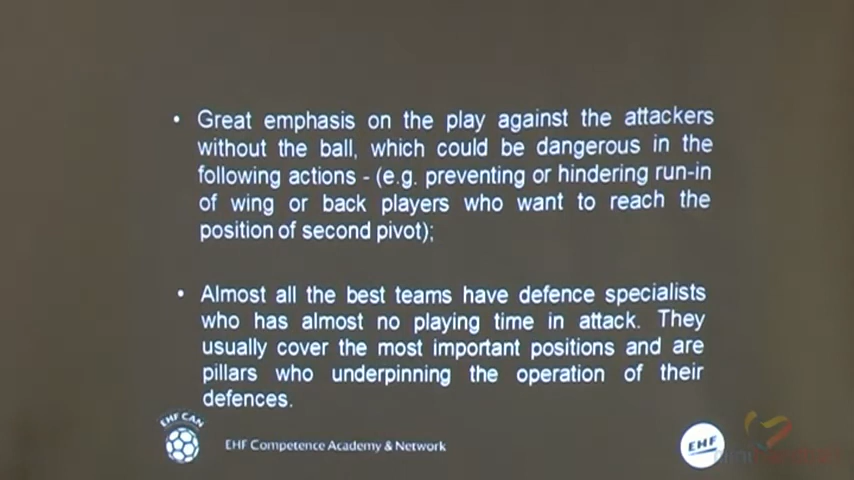 • Great emphasis on the play against the attackers
without the ball, which could be dangerous in the
following actions - (e.g. preventing or hindering run-in
of wing or back players who want to reach the
position of second pivot);
• Almost all the best teams have defence specialists
who has almost no playing time in attack. They
usually cover the most important positions and are
pillars who underpinning the operation of their
defences.
EHF CAN
EHF Competence Academy & Network
EHF